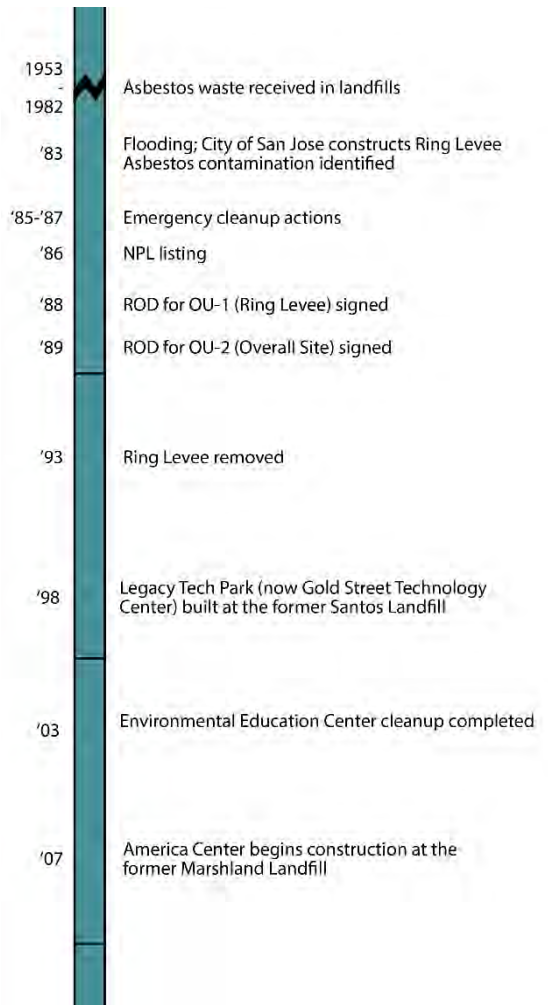 1953
-
1982
Asbestos waste received in landfills
'83
Flooding; City of San Jose constructs Ring Levee
Asbestos contamination identified
'85-'87
Emergency cleanup actions
'86
NPL listing
'88
ROD for OU-1 (Ring Levee) signed
'89
ROD for OU-2 (Overall Site) signed
'93
Ring Levee removed
'98
Legacy Tech Park (now Gold Street Technology
Center) built at the former Santos Landfill
'03
Environmental Education Center cleanup completed
'07
America Center begins construction at the
former Marshland Landfill